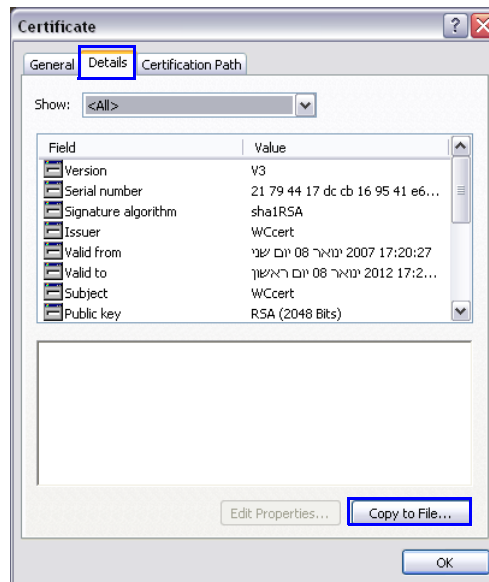 Certificate
General Details Certification Path
Show: <All>
Field Value
Version V3
Serial number 21 79 44 17 dc cb 16 95 41 e6...
Signature algorithm sha1RSA
Issuer WCcert
Valid from יום שני 08 ינואר 2007 17:20:27
Valid to יום ראשון 08 ינואר 2012 17:2...
Subject WCcert
Public key RSA (2048 Bits)
Edit Properties... Copy to File...
OK